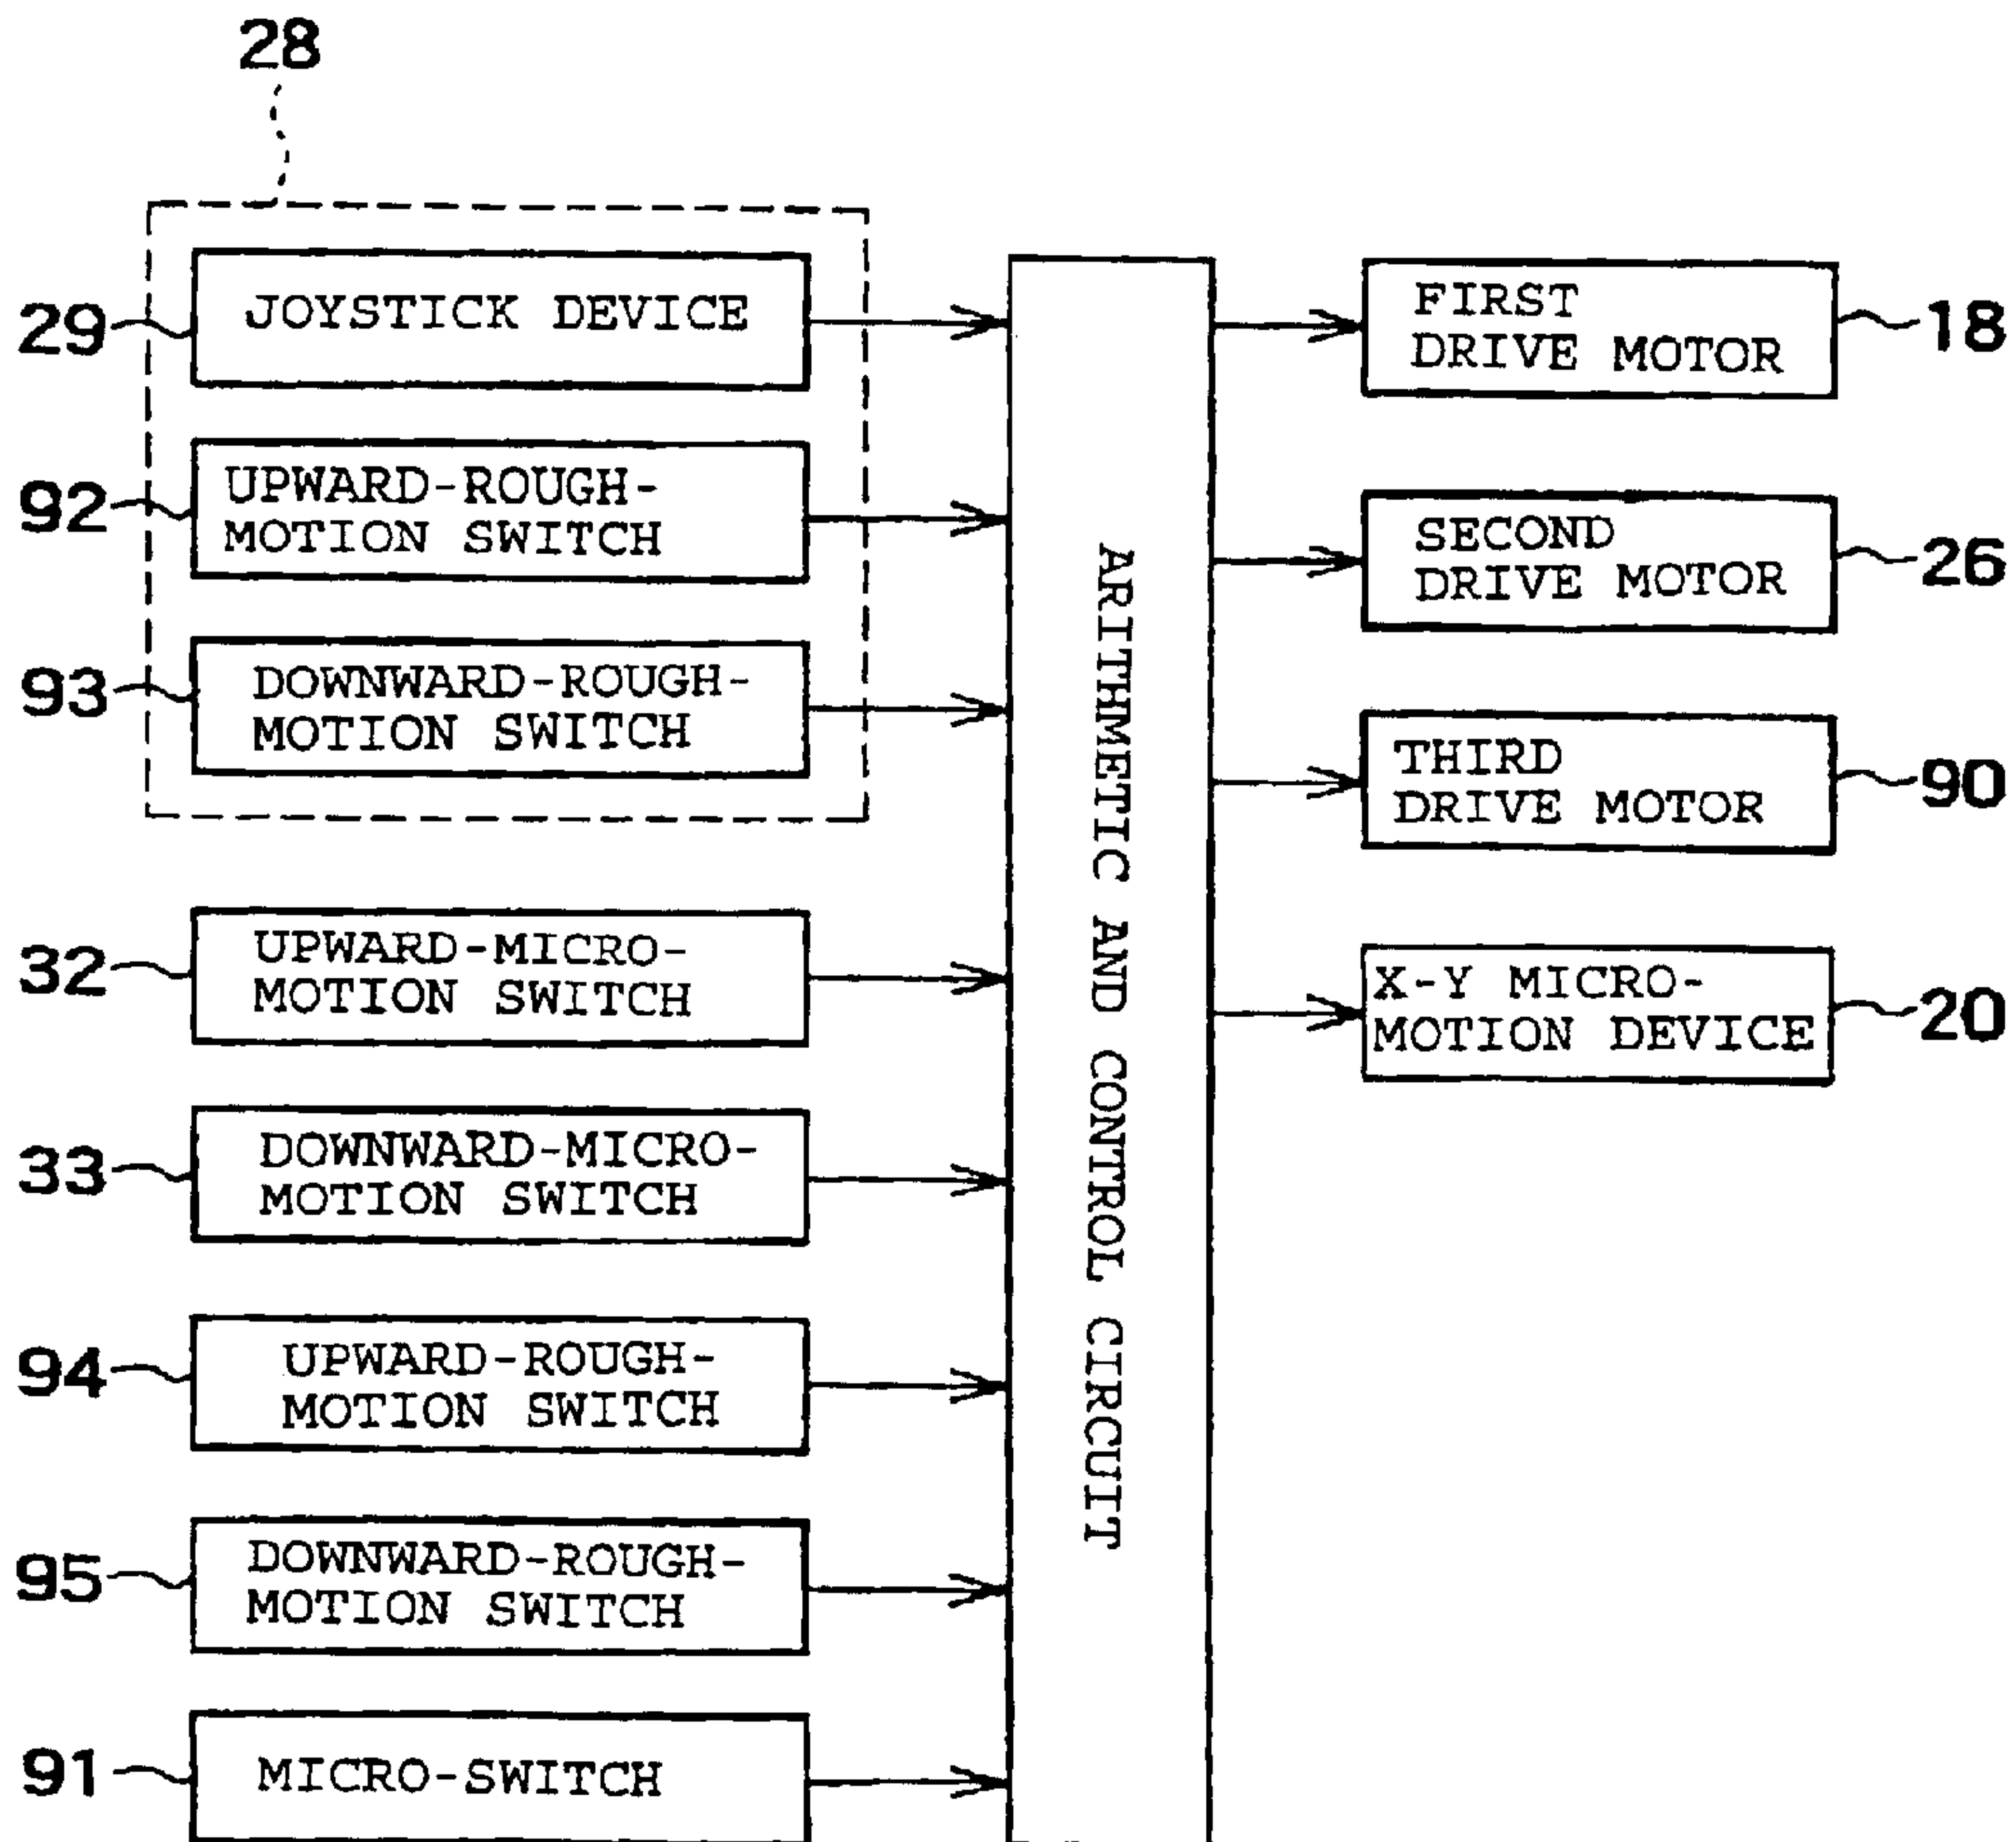 28
29
JOYSTICK DEVICE
92
UPWARD-ROUGH-
MOTION SWITCH
93
DOWNWARD-ROUGH-
MOTION SWITCH
32
UPWARD-MICRO-
MOTION SWITCH
33
DOWNWARD-MICRO-
MOTION SWITCH
94
UPWARD-ROUGH-
MOTION SWITCH
95
DOWNWARD-ROUGH-
MOTION SWITCH
91
MICRO-SWITCH
ARITHMETIC AND CONTROL CIRCUIT
FIRST
DRIVE MOTOR
18
SECOND
DRIVE MOTOR
26
THIRD
DRIVE MOTOR
90
X-Y MICRO-
MOTION DEVICE
20